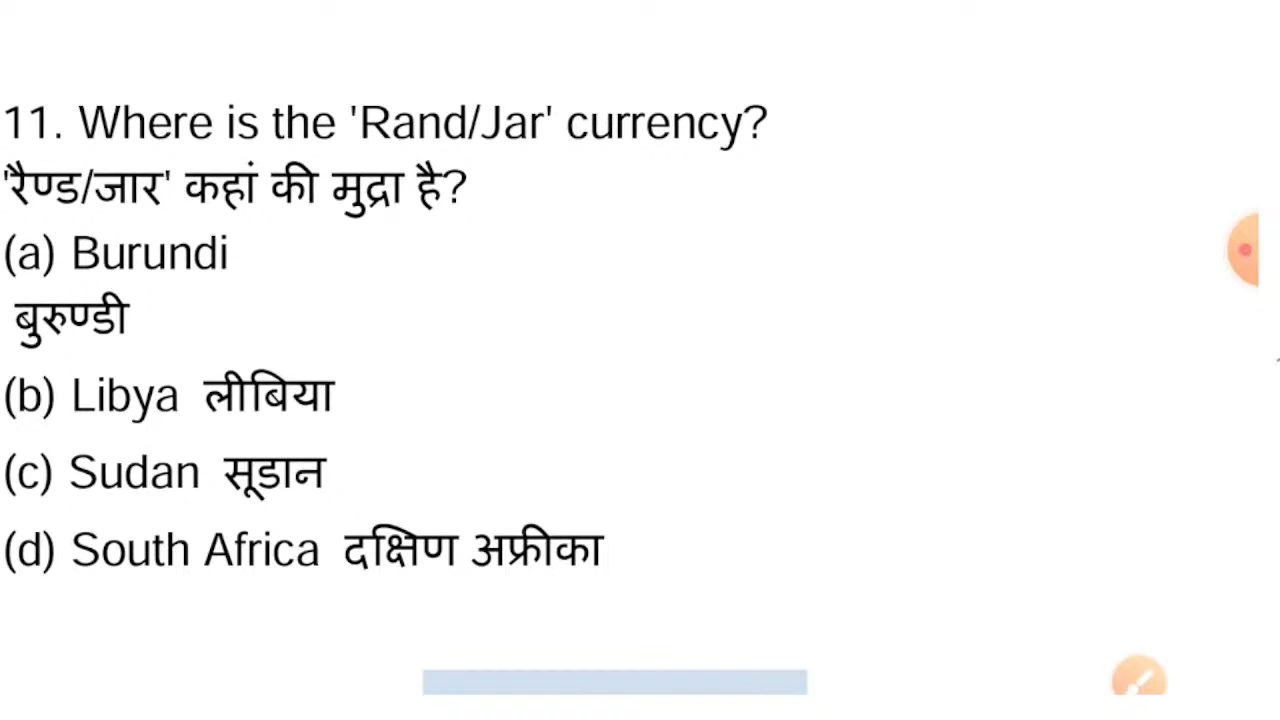 11. Where is the 'Rand/Jar' currency?
'रैण्ड/जार' कहां की मुद्रा है?
(a) Burundi
बुरुण्डी
(b) Libya लीबिया
(c) Sudan सूडान
(d) South Africa दक्षिण अफ्रीका